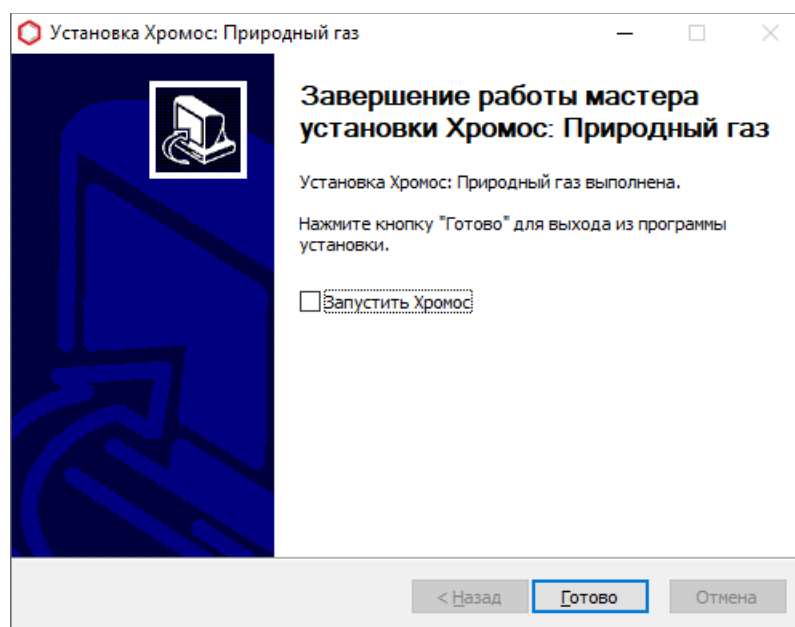 Установка Хромос: Природный газ
Завершение работы мастера
установки Хромос: Природный газ
Установка Хромос: Природный газ выполнена.
Нажмите кнопку "Готово" для выхода из программы
установки.
Запустить Хромос
< Назад
Готово
Отмена